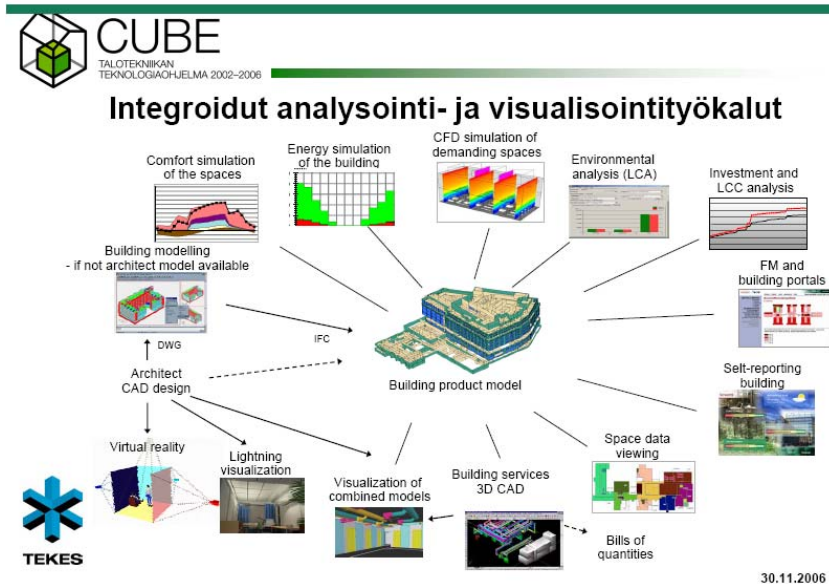 CUBE
TALOTEKNIIKAN
TEKNOLOGIAOHJELMA 2002–2006
Integroidut analysointi- ja visualisointityökalut
Comfort simulation
of the spaces
Energy simulation
of the building
CFD simulation of
demanding spaces
Environmental
analysis (LCA)
Investment and
LCC analysis
Building modelling
- if not architect model available
FM and
building portals
DWG
IFC
Architect
CAD design
Building product model
Selt-reporting
building
Virtual reality
Lightning
visualization
Visualization of
combined models
Building services
3D CAD
Space data
viewing
Bills of
quantities
TEKES
30.11.2006